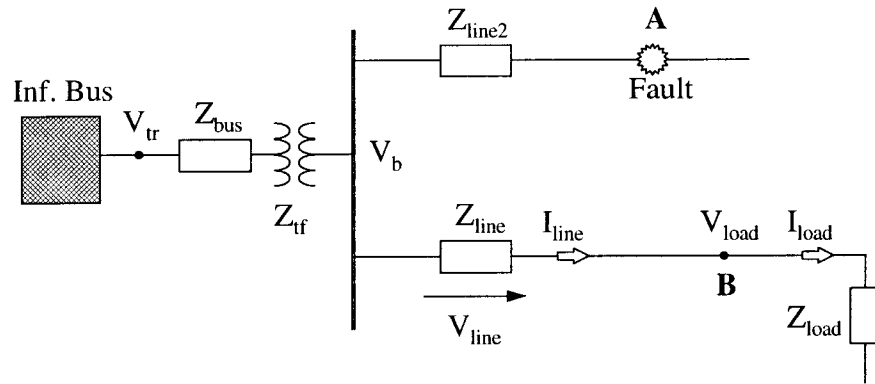 Z_line2
A
Fault
Inf. Bus
V_tr
Z_bus
Z_tf
V_b
Z_line
I_line
V_line
V_load
B
I_load
Z_load